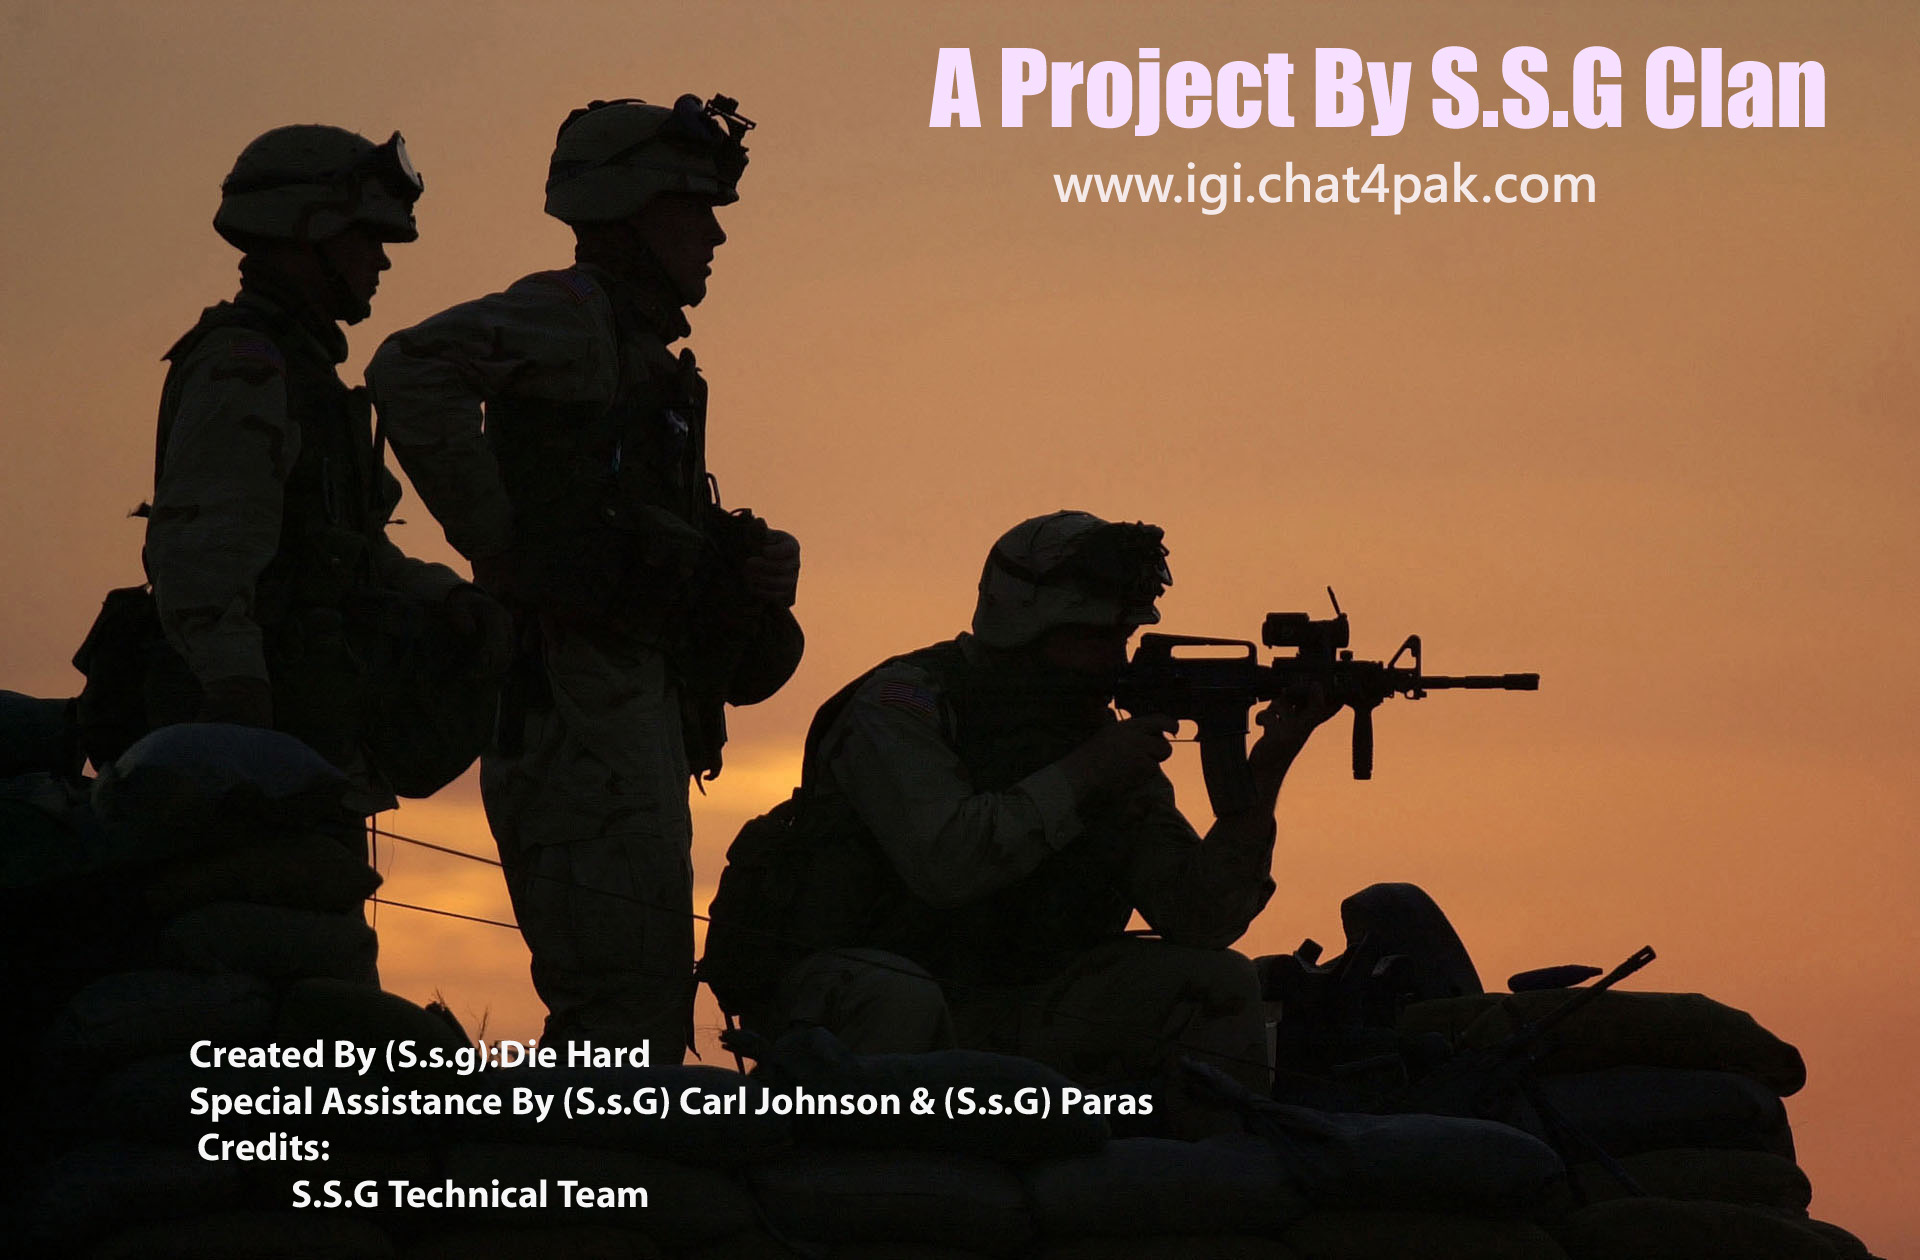 A Project By S.S.G Clan
www.igi.chat4pak.com
Created By (S.s.g):Die Hard
Special Assistance By (S.s.G) Carl Johnson & (S.s.G) Paras
Credits:
S.S.G Technical Team